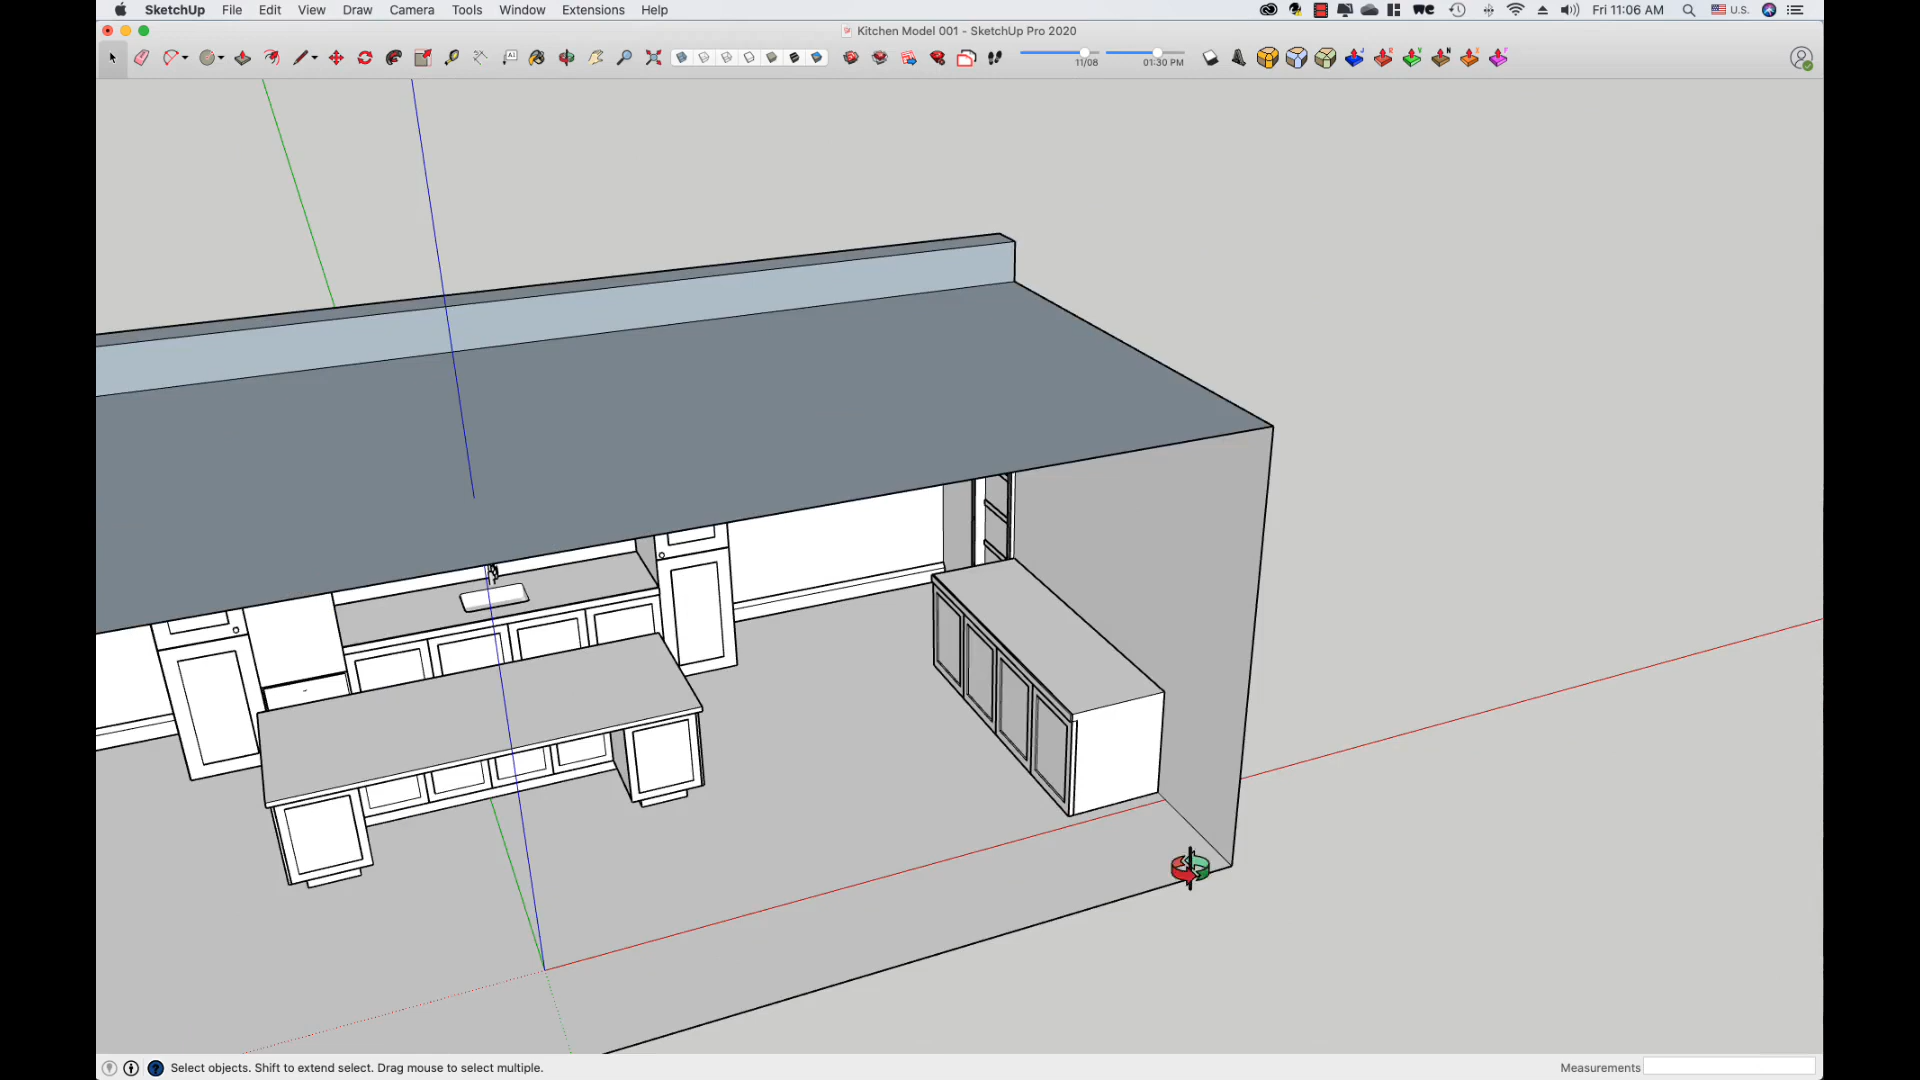 SketchUp File Edit View Draw Camera Tools Window Extensions Help U.S. Fri 11:06 AM
Kitchen Model 001 - SketchUp Pro 2020
11/08 01:30 PM
Select objects. Shift to extend select. Drag mouse to select multiple. Measurements